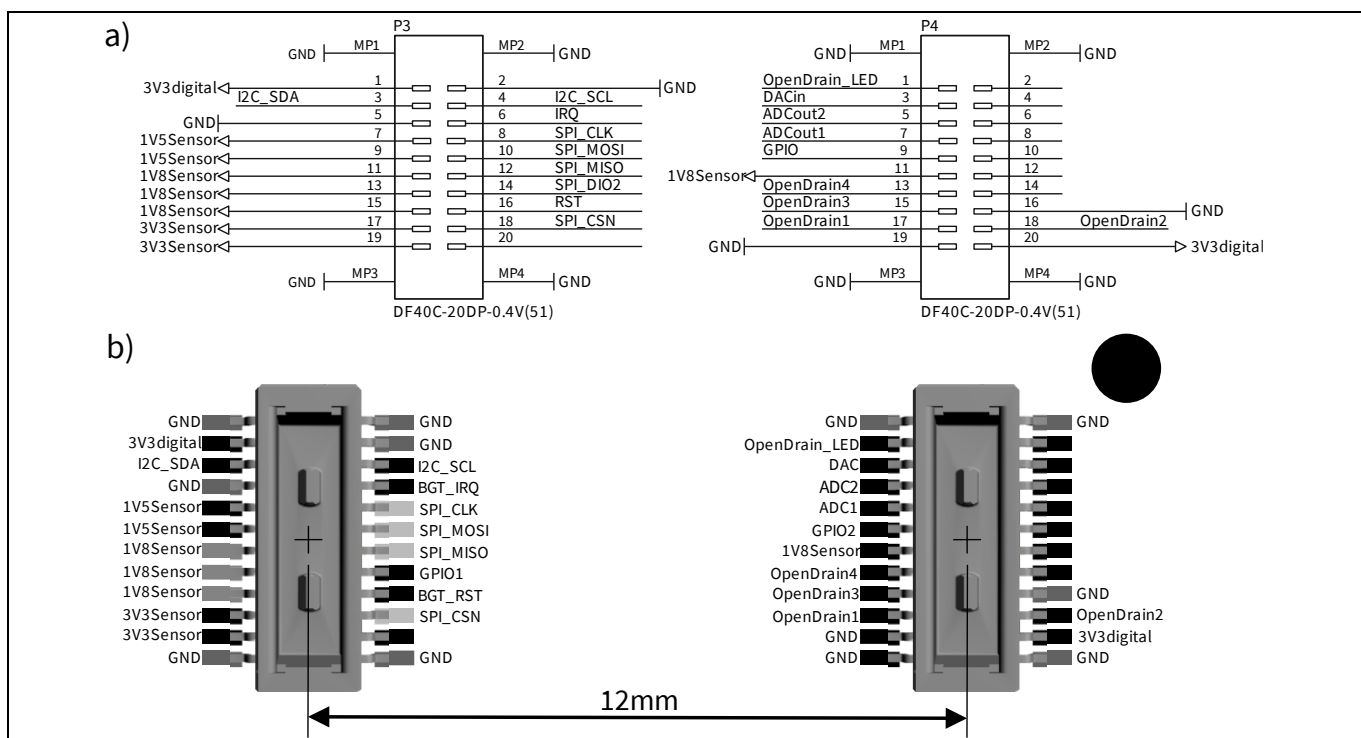 a)
P3
GND MP1 MP2 GND
3V3digital 1 2 GND
I2C_SDA 3 4 I2C_SCL
GND 5 6 IRQ
1V5Sensor 7 8 SPI_CLK
1V5Sensor 9 10 SPI_MOSI
1V8Sensor 11 12 SPI_MISO
1V8Sensor 13 14 SPI_DIO2
1V8Sensor 15 16 RST
3V3Sensor 17 18 SPI_CSN
3V3Sensor 19 20
GND MP3 MP4 GND
DF40C-20DP-0.4V(51)
P4
GND MP1 MP2 GND
OpenDrain_LED 1 2
DACin 3 4
ADCout2 5 6
ADCout1 7 8
GPIO 9 10
1V8Sensor 11 12
OpenDrain4 13 14
OpenDrain3 15 16 GND
OpenDrain1 17 18 OpenDrain2
GND 19 20 3V3digital
GND MP3 MP4 GND
DF40C-20DP-0.4V(51)
b)
GND GND
3V3digital GND
I2C_SDA I2C_SCL
GND BGT_IRQ
1V5Sensor SPI_CLK
1V5Sensor SPI_MOSI
1V8Sensor SPI_MISO
1V8Sensor GPIO1
1V8Sensor BGT_RST
3V3Sensor SPI_CSN
3V3Sensor
GND GND
GND GND
OpenDrain_LED
DAC
ADC2
ADC1
GPIO2
1V8Sensor
OpenDrain4
OpenDrain3 GND
OpenDrain1 OpenDrain2
GND 3V3digital
GND GND
12mm